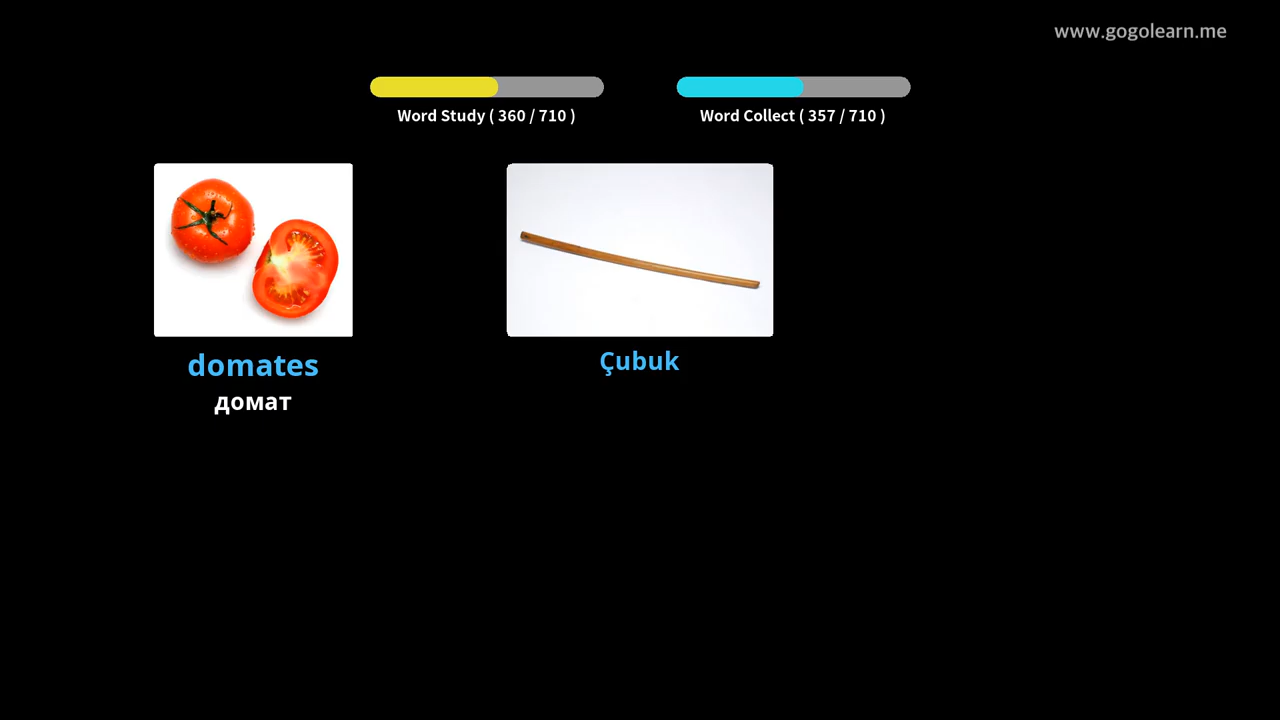 www.gogolearn.me
Word Study ( 360 / 710 )
Word Collect ( 357 / 710 )
domates
домат
Çubuk